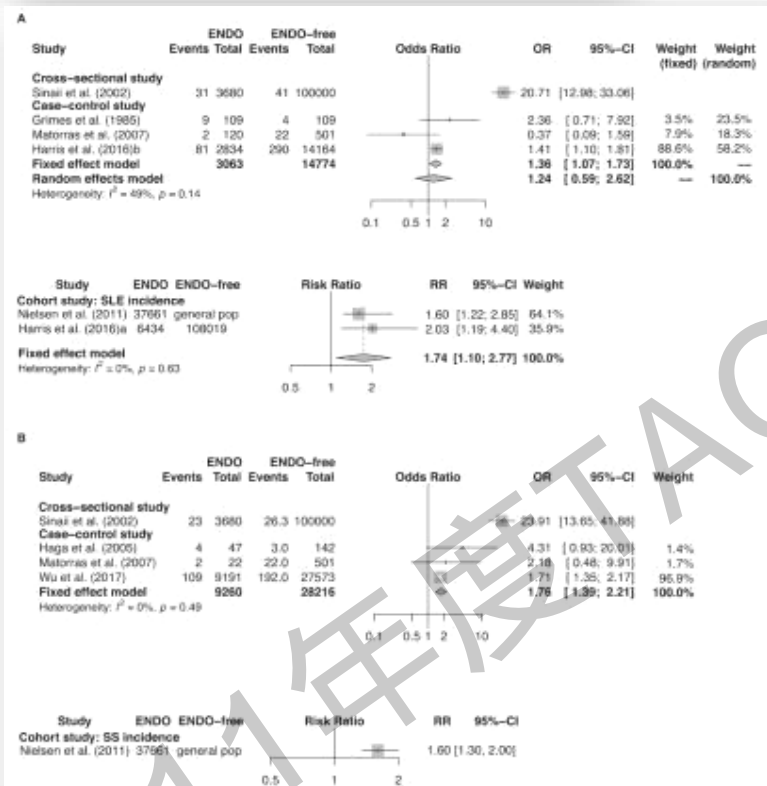 A
ENDO ENDO-free
Study Events Total Events Total Odds Ratio OR 95%-CI Weight Weight
(fixed) (random)
Cross-sectional study
Sinaii et al. (2002) 31 3680 41 100000 20.71 [12.98; 33.06]
Case-control study
Grimes et al. (1985) 9 109 4 109 2.36 [0.71; 7.92] 3.5% 23.5%
Matorras et al. (2007) 2 120 22 501 0.37 [0.09; 1.59] 7.9% 18.3%
Harris et al. (2016)b 81 2834 290 14164 1.41 [1.10; 1.81] 88.6% 58.2%
Fixed effect model 3063 14774 1.36 [1.07; 1.73] 100.0% —
Random effects model 1.24 [0.59; 2.62] — 100.0%
Heterogeneity: I² = 49%, p = 0.14
0.1 0.5 1 2 10
Study ENDO ENDO-free Risk Ratio RR 95%-CI Weight
Cohort study: SLE incidence
Nielsen et al. (2011) 37661 general pop 1.60 [1.22; 2.85] 64.1%
Harris et al. (2016)a 6434 108019 2.03 [1.19; 4.40] 35.9%
Fixed effect model 1.74 [1.10; 2.77] 100.0%
Heterogeneity: I² = 0%, p = 0.63
0.5 1 2
B
ENDO ENDO-free
Study Events Total Events Total Odds Ratio OR 95%-CI Weight
Cross-sectional study
Sinaii et al. (2002) 23 3680 26.3 100000 23.91 [13.65; 41.88]
Case-control study
Haga et al. (2005) 4 47 3.0 142 4.31 [0.93; 20.01] 1.4%
Matorras et al. (2007) 2 22 22.0 501 2.18 [0.48; 9.91] 1.7%
Wu et al. (2017) 109 9191 192.0 27573 1.71 [1.35; 2.17] 96.9%
Fixed effect model 9260 28216 1.76 [1.39; 2.21] 100.0%
Heterogeneity: I² = 0%, p = 0.49
0.1 0.5 1 2 10
Study ENDO ENDO-free Risk Ratio RR 95%-CI
Cohort study: SS incidence
Nielsen et al. (2011) 37661 general pop 1.60 [1.30; 2.00]
0.5 1 2
11年度TAC